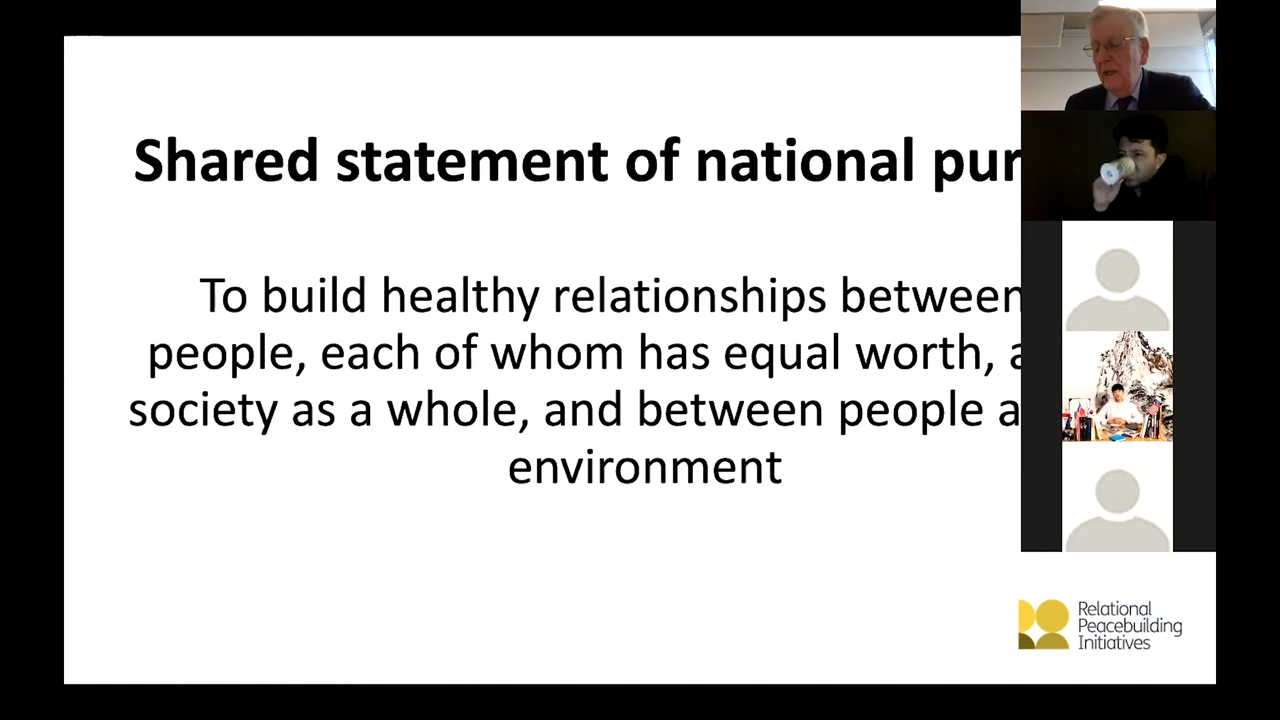 Shared statement of national pur
To build healthy relationships between
people, each of whom has equal worth, a
society as a whole, and between people a
environment
Relational
Peacebuilding
Initiatives